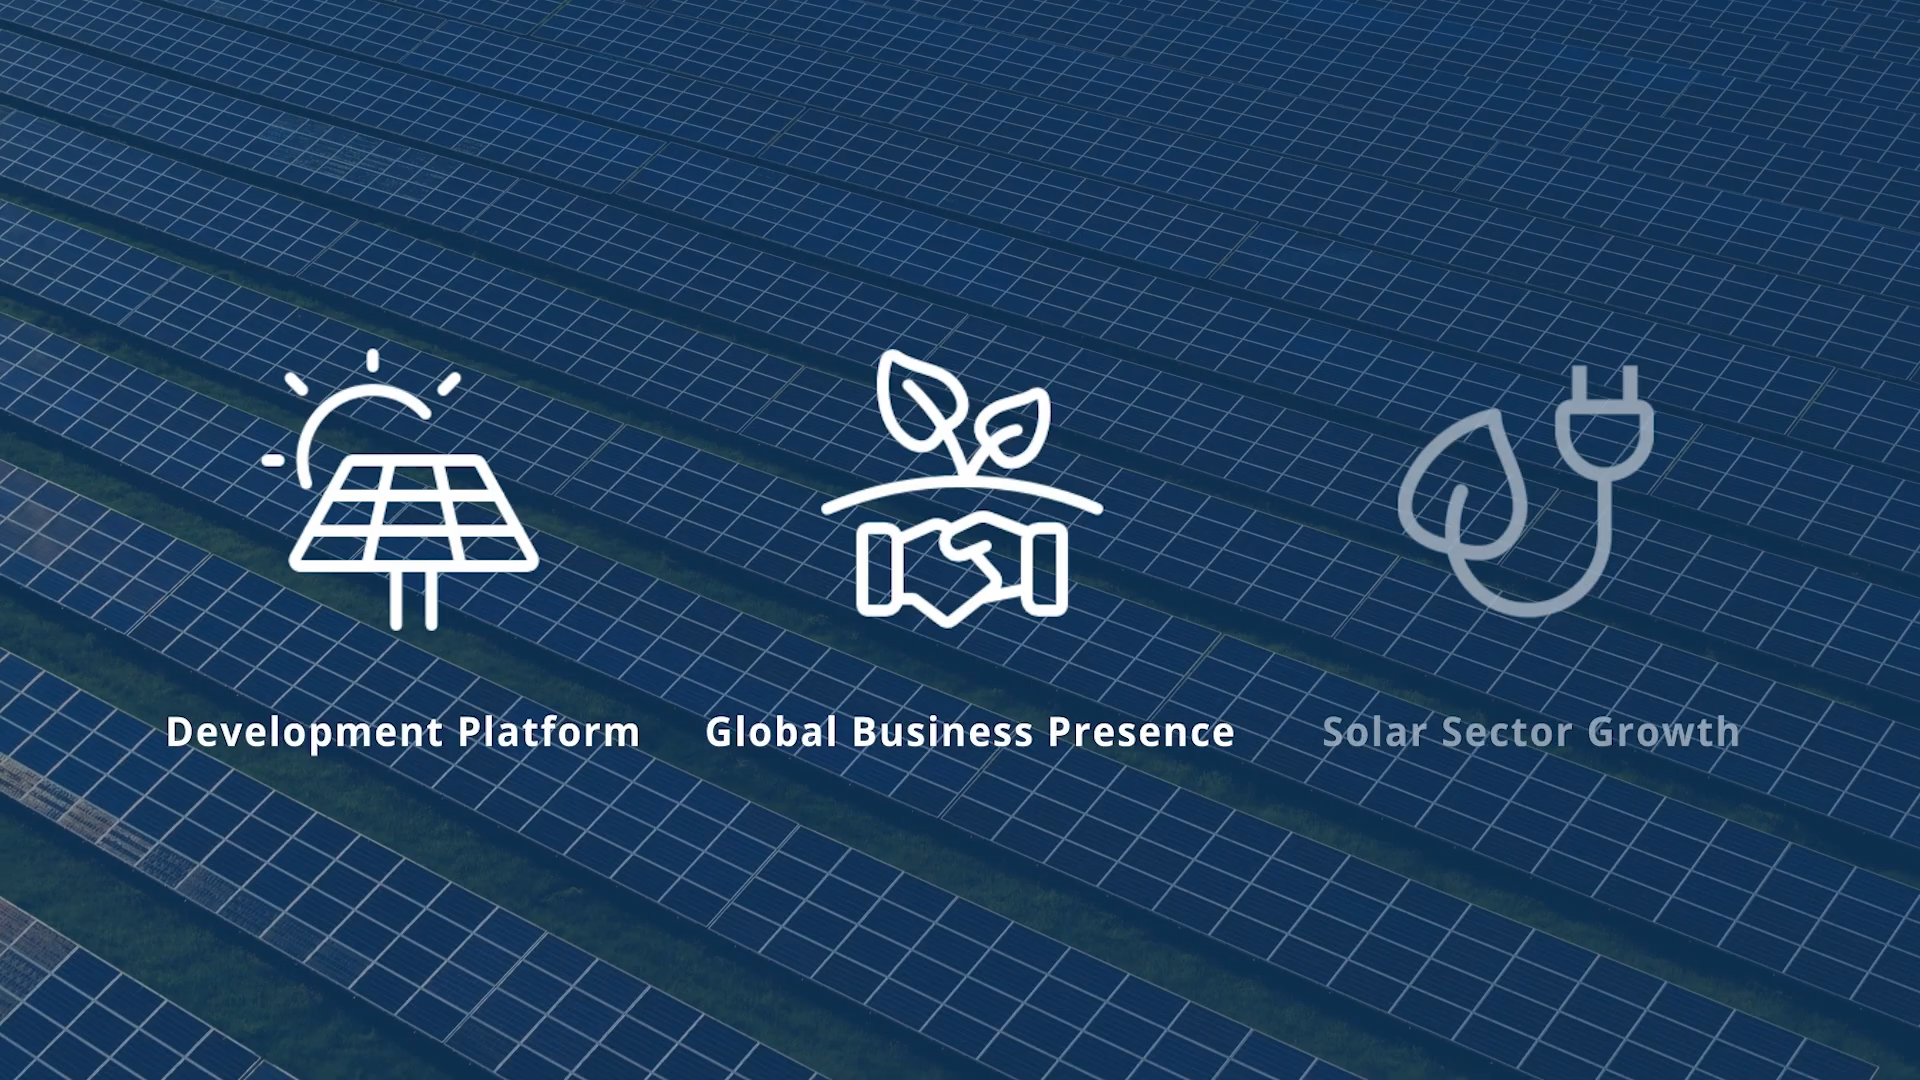 Development Platform
Global Business Presence
Solar Sector Growth